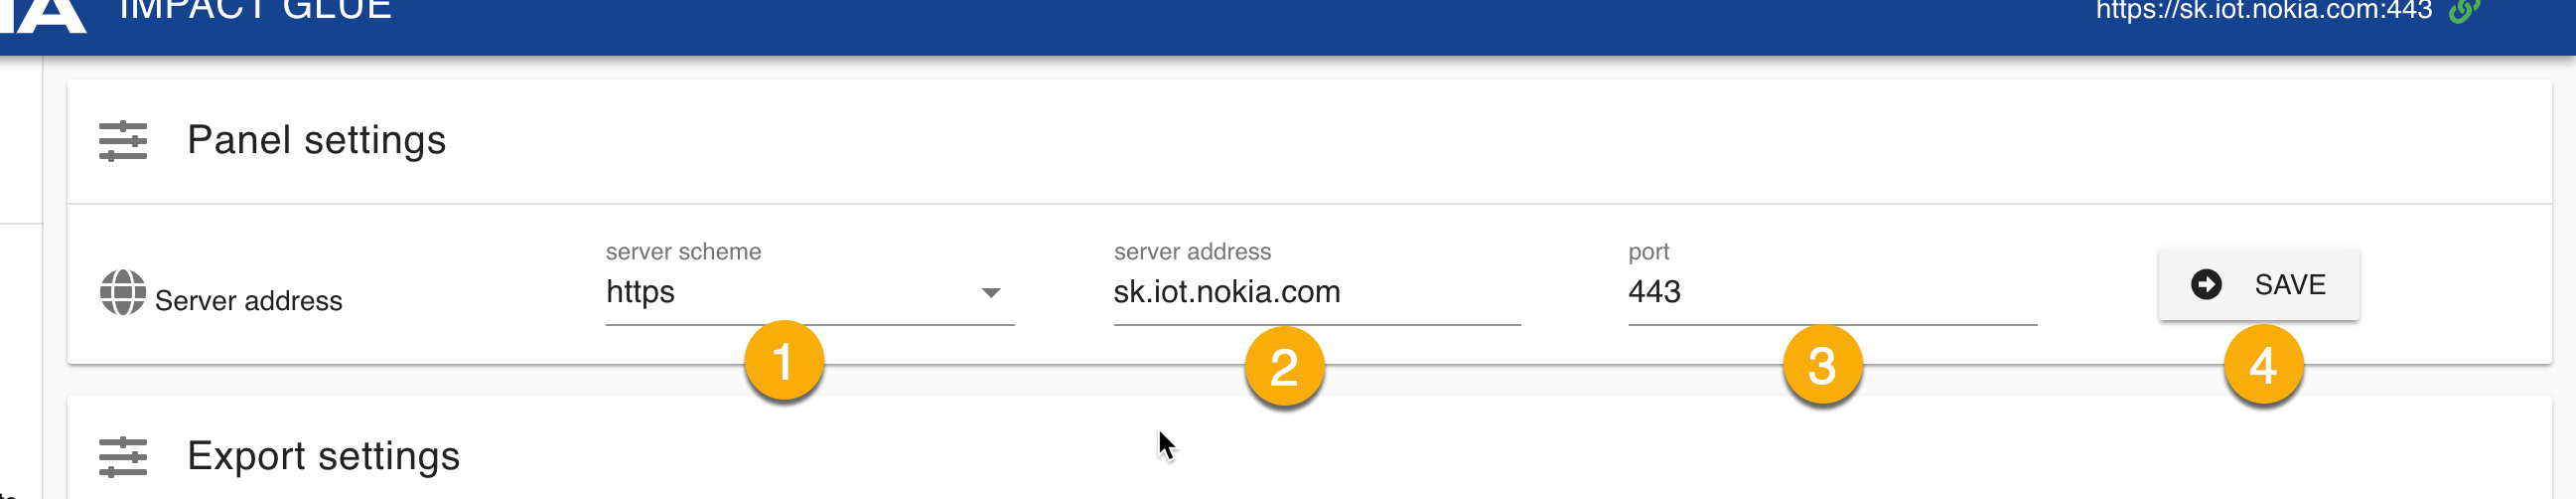 IMPACT GLUE
https://sk.iot.nokia.com:443
Panel settings
Server address
server scheme
https
server address
sk.iot.nokia.com
port
443
SAVE
1
2
3
4
Export settings